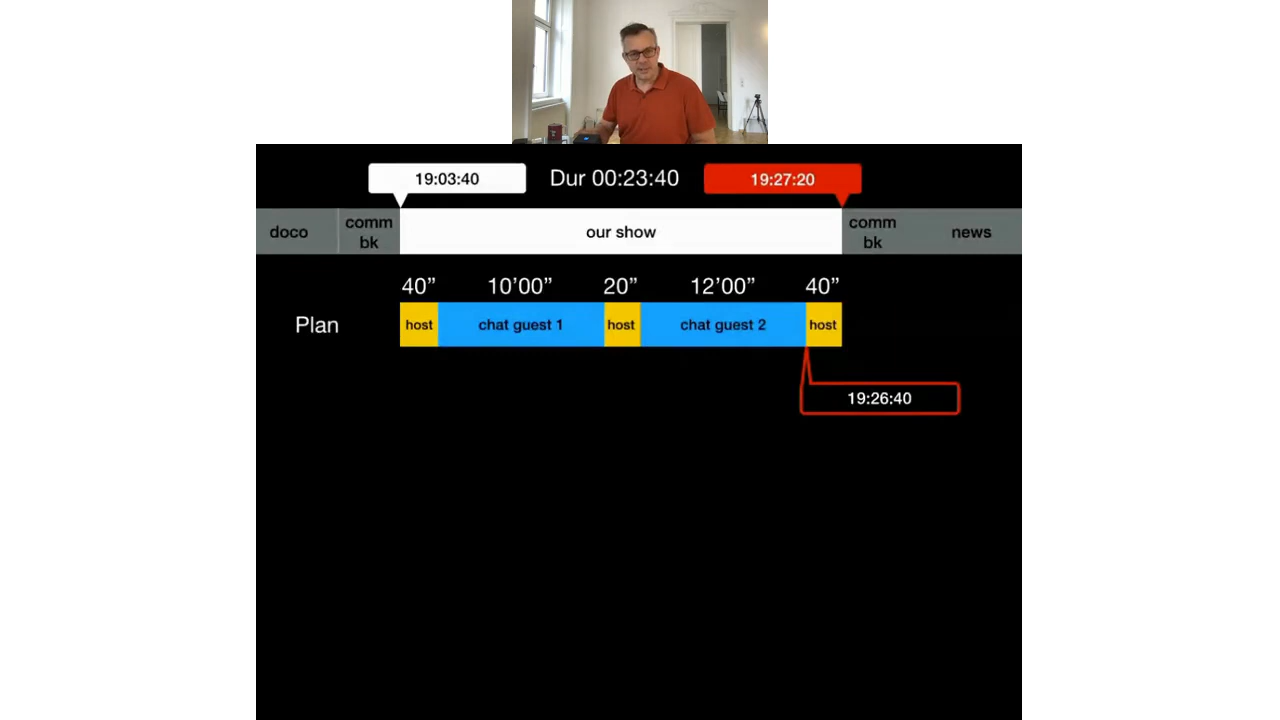 19:03:40 Dur 00:23:40 19:27:20
doco comm bk our show comm bk news
40” 10’00” 20” 12’00” 40”
Plan host chat guest 1 host chat guest 2 host
19:26:40